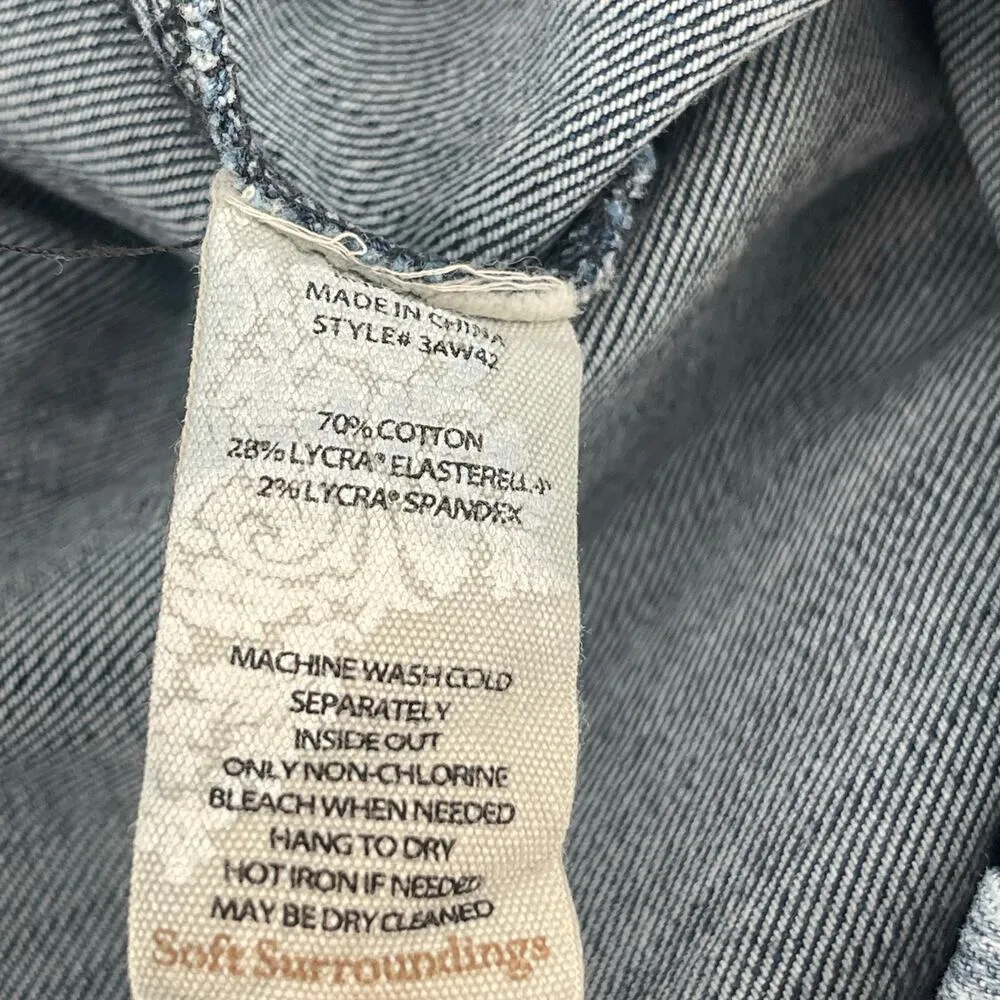 MADE IN CHINA
STYLE# 3AW42
70% COTTON
28% LYCRA® ELASTERELL-P
2% LYCRA® SPANDEX
MACHINE WASH COLD
SEPARATELY
INSIDE OUT
ONLY NON-CHLORINE
BLEACH WHEN NEEDED
HANG TO DRY
HOT IRON IF NEEDED
MAY BE DRY CLEANED
Soft Surroundings